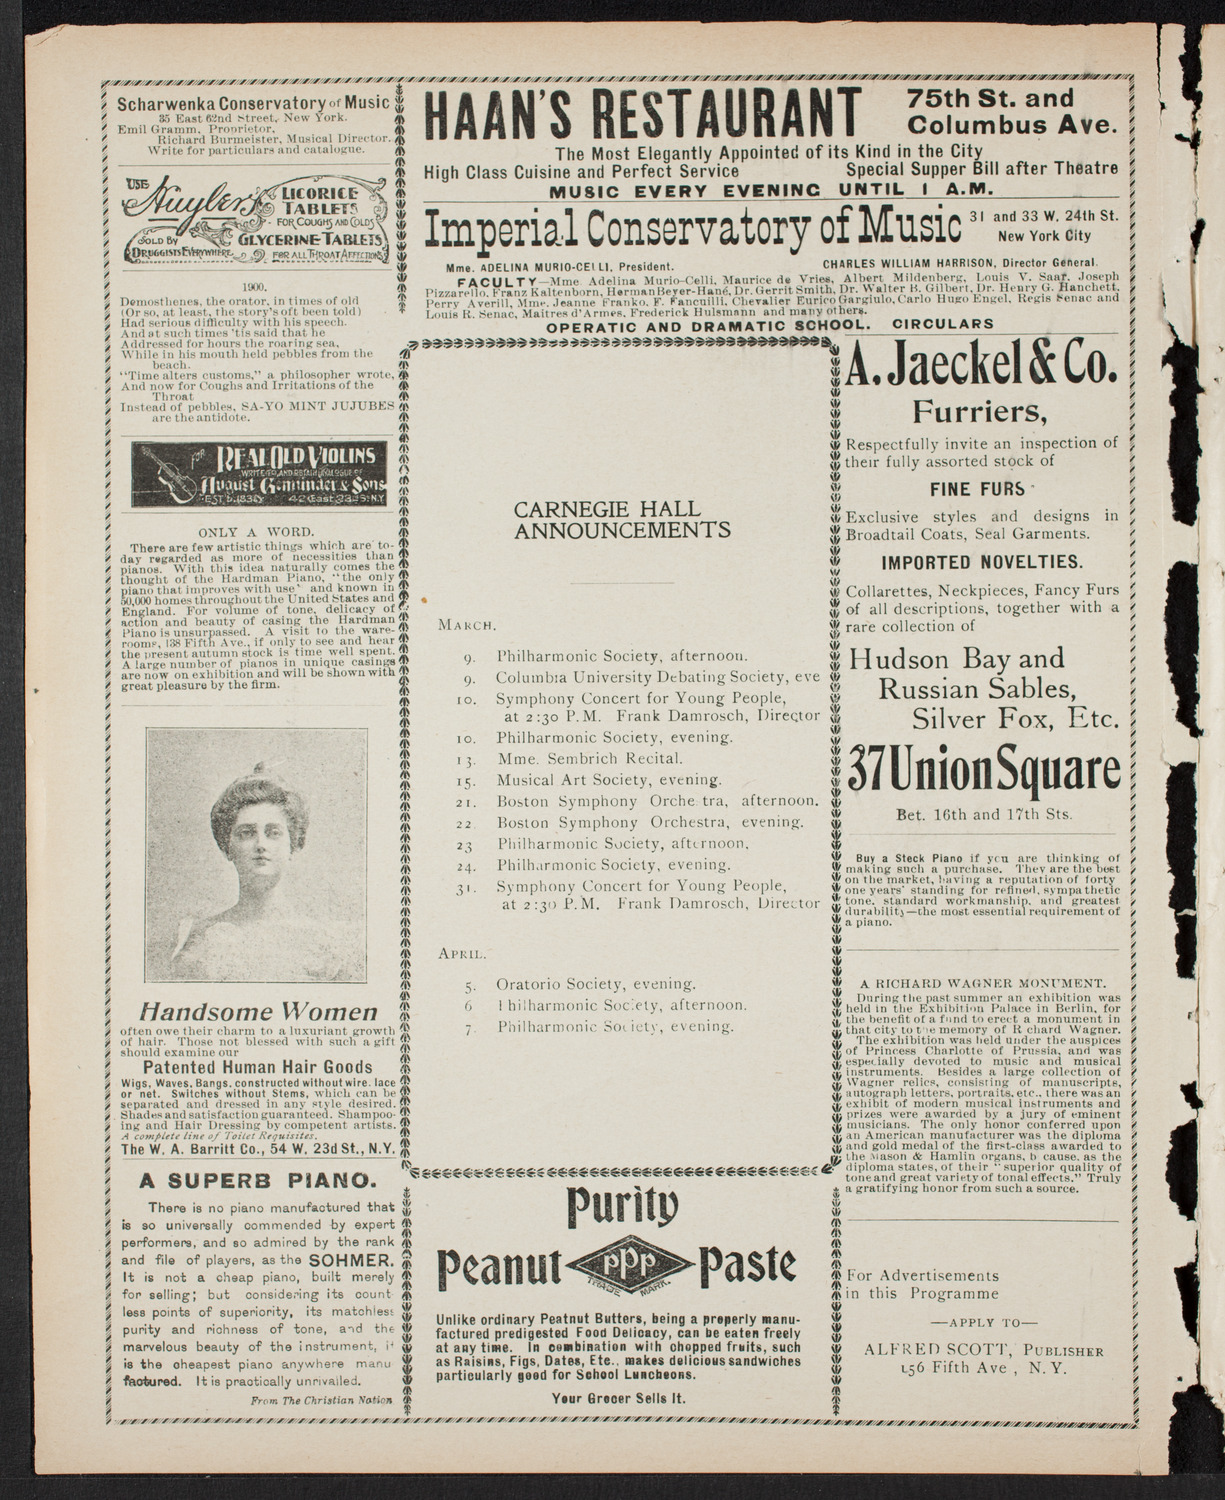 Scharwenka Conservatory of Music
35 East 62nd Street, New York.
Emil Gramm, Proprietor,
Richard Burmeister, Musical Director.
Write for particulars and catalogue.
USE
Huyler's
LICORICE
TABLETS
FOR COUGHS AND COLDS
SOLD BY
DRUGGISTS EVERYWHERE
GLYCERINE TABLETS
FOR ALL THROAT AFFECTIONS
1900.
Demosthenes, the orator, in times of old
(Or so, at least, the story's oft been told)
Had serious difficulty with his speech.
And at such times 'tis said that he
Addressed for hours the roaring sea,
While in his mouth held pebbles from the
beach.
"Time alters customs," a philosopher wrote,
And now for Coughs and Irritations of the
Throat
Instead of pebbles, SA-YO MINT JUJUBES
are the antidote.
FOR REAL OLD VIOLINS
WRITE FOR AND OBTAIN CATALOGUE OF
August Gemünder & Sons
42 East 23d St. N.Y.
ONLY A WORD.
There are few artistic things which are to-
day regarded as more of necessities than
pianos. With this idea naturally comes the
thought of the Hardman Piano, "the only
piano that improves with use" and known in
50,000 homes throughout the United States and
England. For volume of tone, delicacy of
action and beauty of casing the Hardman
Piano is unsurpassed. A visit to the ware-
rooms, 138 Fifth Ave., if only to see and hear
the present autumn stock is time well spent.
A large number of pianos in unique casings
are now on exhibition and will be shown with
great pleasure by the firm.
Handsome Women
often owe their charm to a luxuriant growth
of hair. Those not blessed with such a gift
should examine our
Patented Human Hair Goods
Wigs, Waves, Bangs, constructed without wire, lace
or net. Switches without Stems, which can be
separated and dressed in any style desired.
Shades and satisfaction guaranteed. Shampoo-
ing and Hair Dressing by competent artists.
A complete line of Toilet Requisites.
The W. A. Barritt Co., 54 W. 23d St., N.Y.
A SUPERB PIANO.
There is no piano manufactured that
is so universally commended by expert
performers, and so admired by the rank
and file of players, as the SOHMER.
It is not a cheap piano, built merely
for selling; but considering its count
less points of superiority, its matchless
purity and richness of tone, and the
marvelous beauty of the instrument, it
is the cheapest piano anywhere manu
factured. It is practically unrivalled.
From The Christian Nation
HAAN'S RESTAURANT
75th St. and
Columbus Ave.
The Most Elegantly Appointed of its Kind in the City
High Class Cuisine and Perfect Service Special Supper Bill after Theatre
MUSIC EVERY EVENING UNTIL 1 A.M.
Imperial Conservatory of Music
31 and 33 W. 24th St.
New York City
Mme. ADELINA MURIO-CELLI, President. CHARLES WILLIAM HARRISON, Director General.
FACULTY—Mme. Adelina Murio-Celli, Maurice de Vries, Albert Mildenberg, Louis V. Saar, Joseph
Pizzarello, Franz Kaltenborn, Herman Beyer-Hané, Dr. Gerrit Smith, Dr. Walter B. Gilbert, Dr. Henry G. Hanchett,
Perry Averill, Mme. Jeanne Franko, F. Fancuilli, Chevalier Eurico Gargiulo, Carlo Hugo Engel, Regis Senac and
Louis R. Senac, Maitres d'Armes, Frederick Hulsmann and many others.
OPERATIC AND DRAMATIC SCHOOL. CIRCULARS
CARNEGIE HALL
ANNOUNCEMENTS
MARCH.
9. Philharmonic Society, afternoon.
9. Columbia University Debating Society, eve
10. Symphony Concert for Young People,
at 2:30 P.M. Frank Damrosch, Director
10. Philharmonic Society, evening.
13. Mme. Sembrich Recital.
15. Musical Art Society, evening.
21. Boston Symphony Orchestra, afternoon.
22 Boston Symphony Orchestra, evening.
23 Philharmonic Society, afternoon,
24. Philharmonic Society, evening.
31. Symphony Concert for Young People,
at 2:30 P.M. Frank Damrosch, Director
APRIL.
5. Oratorio Society, evening.
6 Philharmonic Society, afternoon.
7. Philharmonic Society, evening.
Purity
Peanut PPP Paste
TRADE MARK.
Unlike ordinary Peatnut Butters, being a properly manu-
factured predigested Food Delicacy, can be eaten freely
at any time. In combination with chopped fruits, such
as Raisins, Figs, Dates, Etc., makes delicious sandwiches
particularly good for School Luncheons.
Your Grocer Sells It.
A. Jaeckel & Co.
Furriers,
Respectfully invite an inspection of
their fully assorted stock of
FINE FURS
Exclusive styles and designs in
Broadtail Coats, Seal Garments.
IMPORTED NOVELTIES.
Collarettes, Neckpieces, Fancy Furs
of all descriptions, together with a
rare collection of
Hudson Bay and
Russian Sables,
Silver Fox, Etc.
37 Union Square
Bet. 16th and 17th Sts.
Buy a Steck Piano if you are thinking of
making such a purchase. They are the best
on the market, having a reputation of forty
one years' standing for refined, sympathetic
tone, standard workmanship, and greatest
durability—the most essential requirement of
a piano.
A RICHARD WAGNER MONUMENT.
During the past summer an exhibition was
held in the Exhibition Palace in Berlin, for
the benefit of a fund to erect a monument in
that city to the memory of R chard Wagner.
The exhibition was held under the auspices
of Princess Charlotte of Prussia, and was
especially devoted to music and musical
instruments. Besides a large collection of
Wagner relics, consisting of manuscripts,
autograph letters, portraits, etc., there was an
exhibit of modern musical instruments and
prizes were awarded by a jury of eminent
musicians. The only honor conferred upon
an American manufacturer was the diploma
and gold medal of the first-class awarded to
the Mason & Hamlin organs, b cause, as the
diploma states, of their "superior quality of
tone and great variety of tonal effects." Truly
a gratifying honor from such a source.
For Advertisements
in this Programme
—APPLY TO—
ALFRED SCOTT, PUBLISHER
156 Fifth Ave , N. Y.